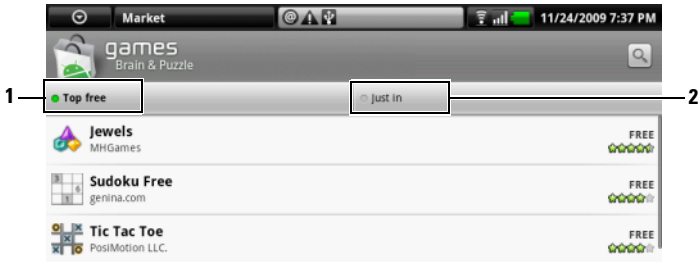 Market @ 11/24/2009 7:37 PM
games
Brain & Puzzle
1 Top free Just in 2
Jewels FREE
MHGames
Sudoku Free FREE
genina.com
Tic Tac Toe FREE
PosiMotion LLC.